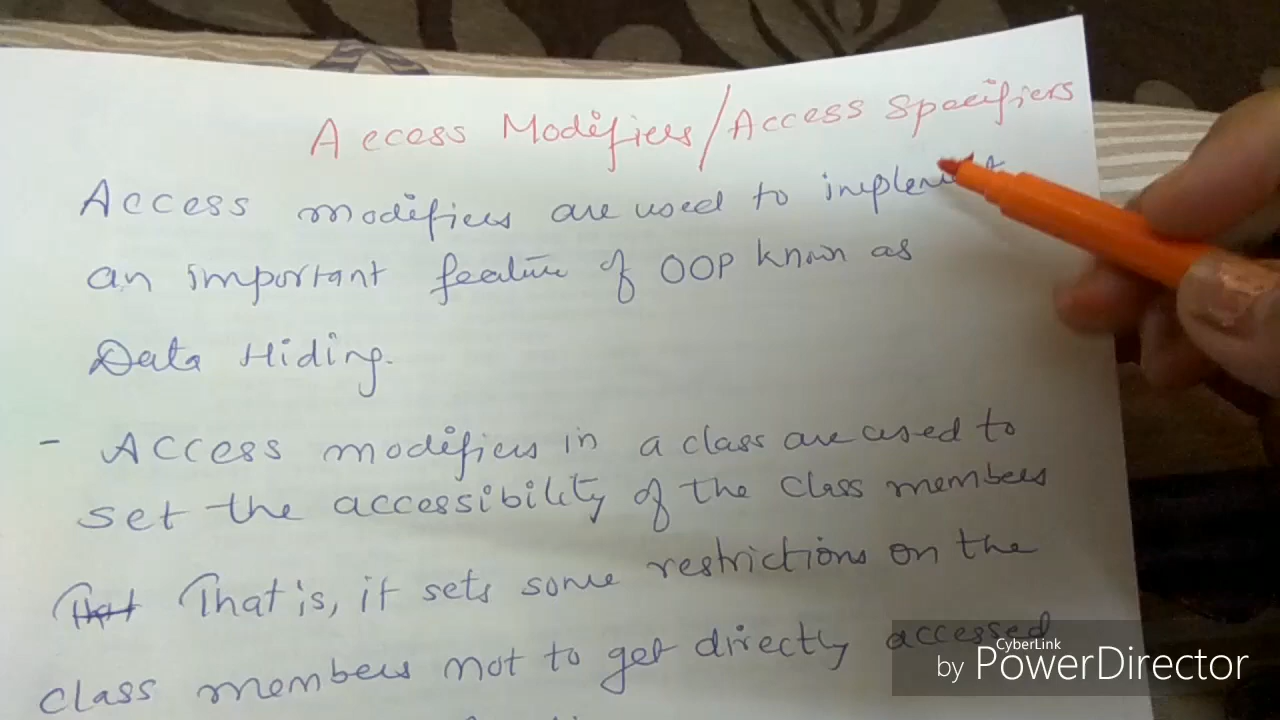 Access Modifiers/Access Specifiers
Access modifiers are used to implement
an important feature of OOP known as
Data Hiding.
- Access modifiers in a class are used to
set the accessibility of the class members
That That is, it sets some restrictions on the
class members not to get directly accessed
CyberLink
by PowerDirector